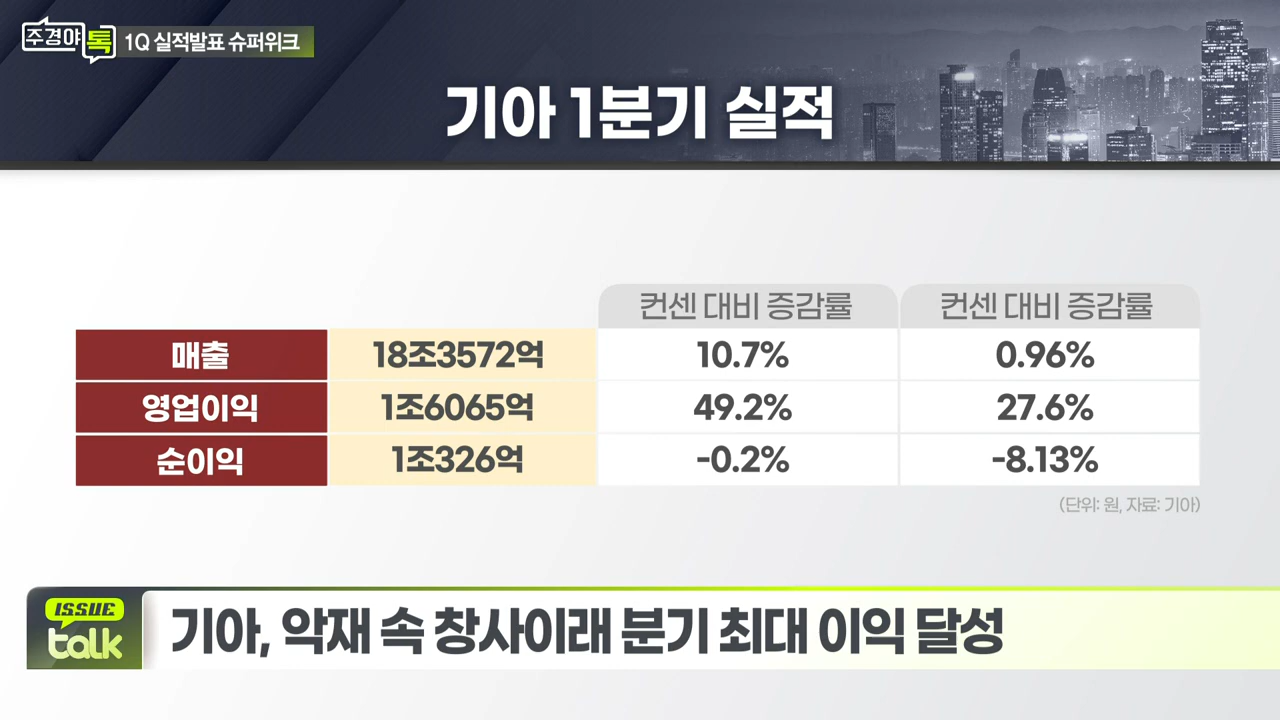 주경야톡 1Q 실적발표 슈퍼위크
기아 1분기 실적
컨센 대비 증감률 컨센 대비 증감률
매출 18조3572억 10.7% 0.96%
영업이익 1조6065억 49.2% 27.6%
순이익 1조326억 -0.2% -8.13%
(단위: 원, 자료: 기아)
ISSUE
talk
기아, 악재 속 창사이래 분기 최대 이익 달성